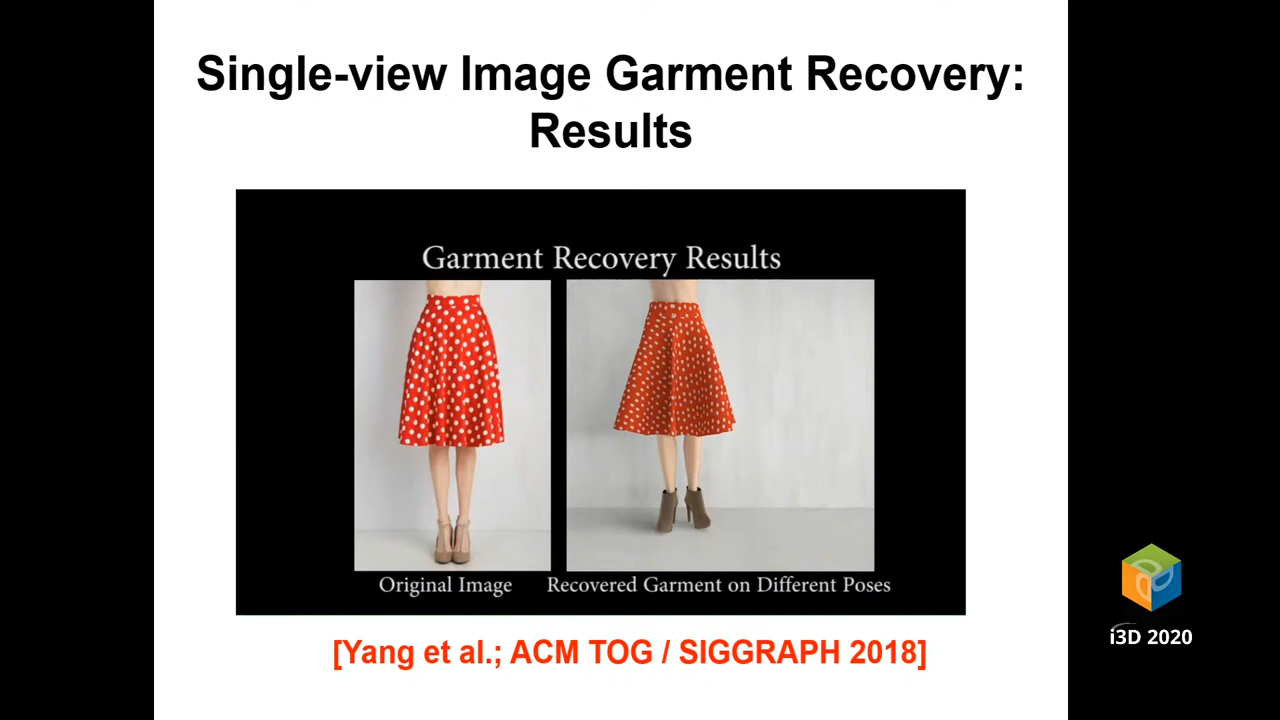 Single-view Image Garment Recovery:
Results
Garment Recovery Results
Original Image
Recovered Garment on Different Poses
[Yang et al.; ACM TOG / SIGGRAPH 2018]
i3D 2020